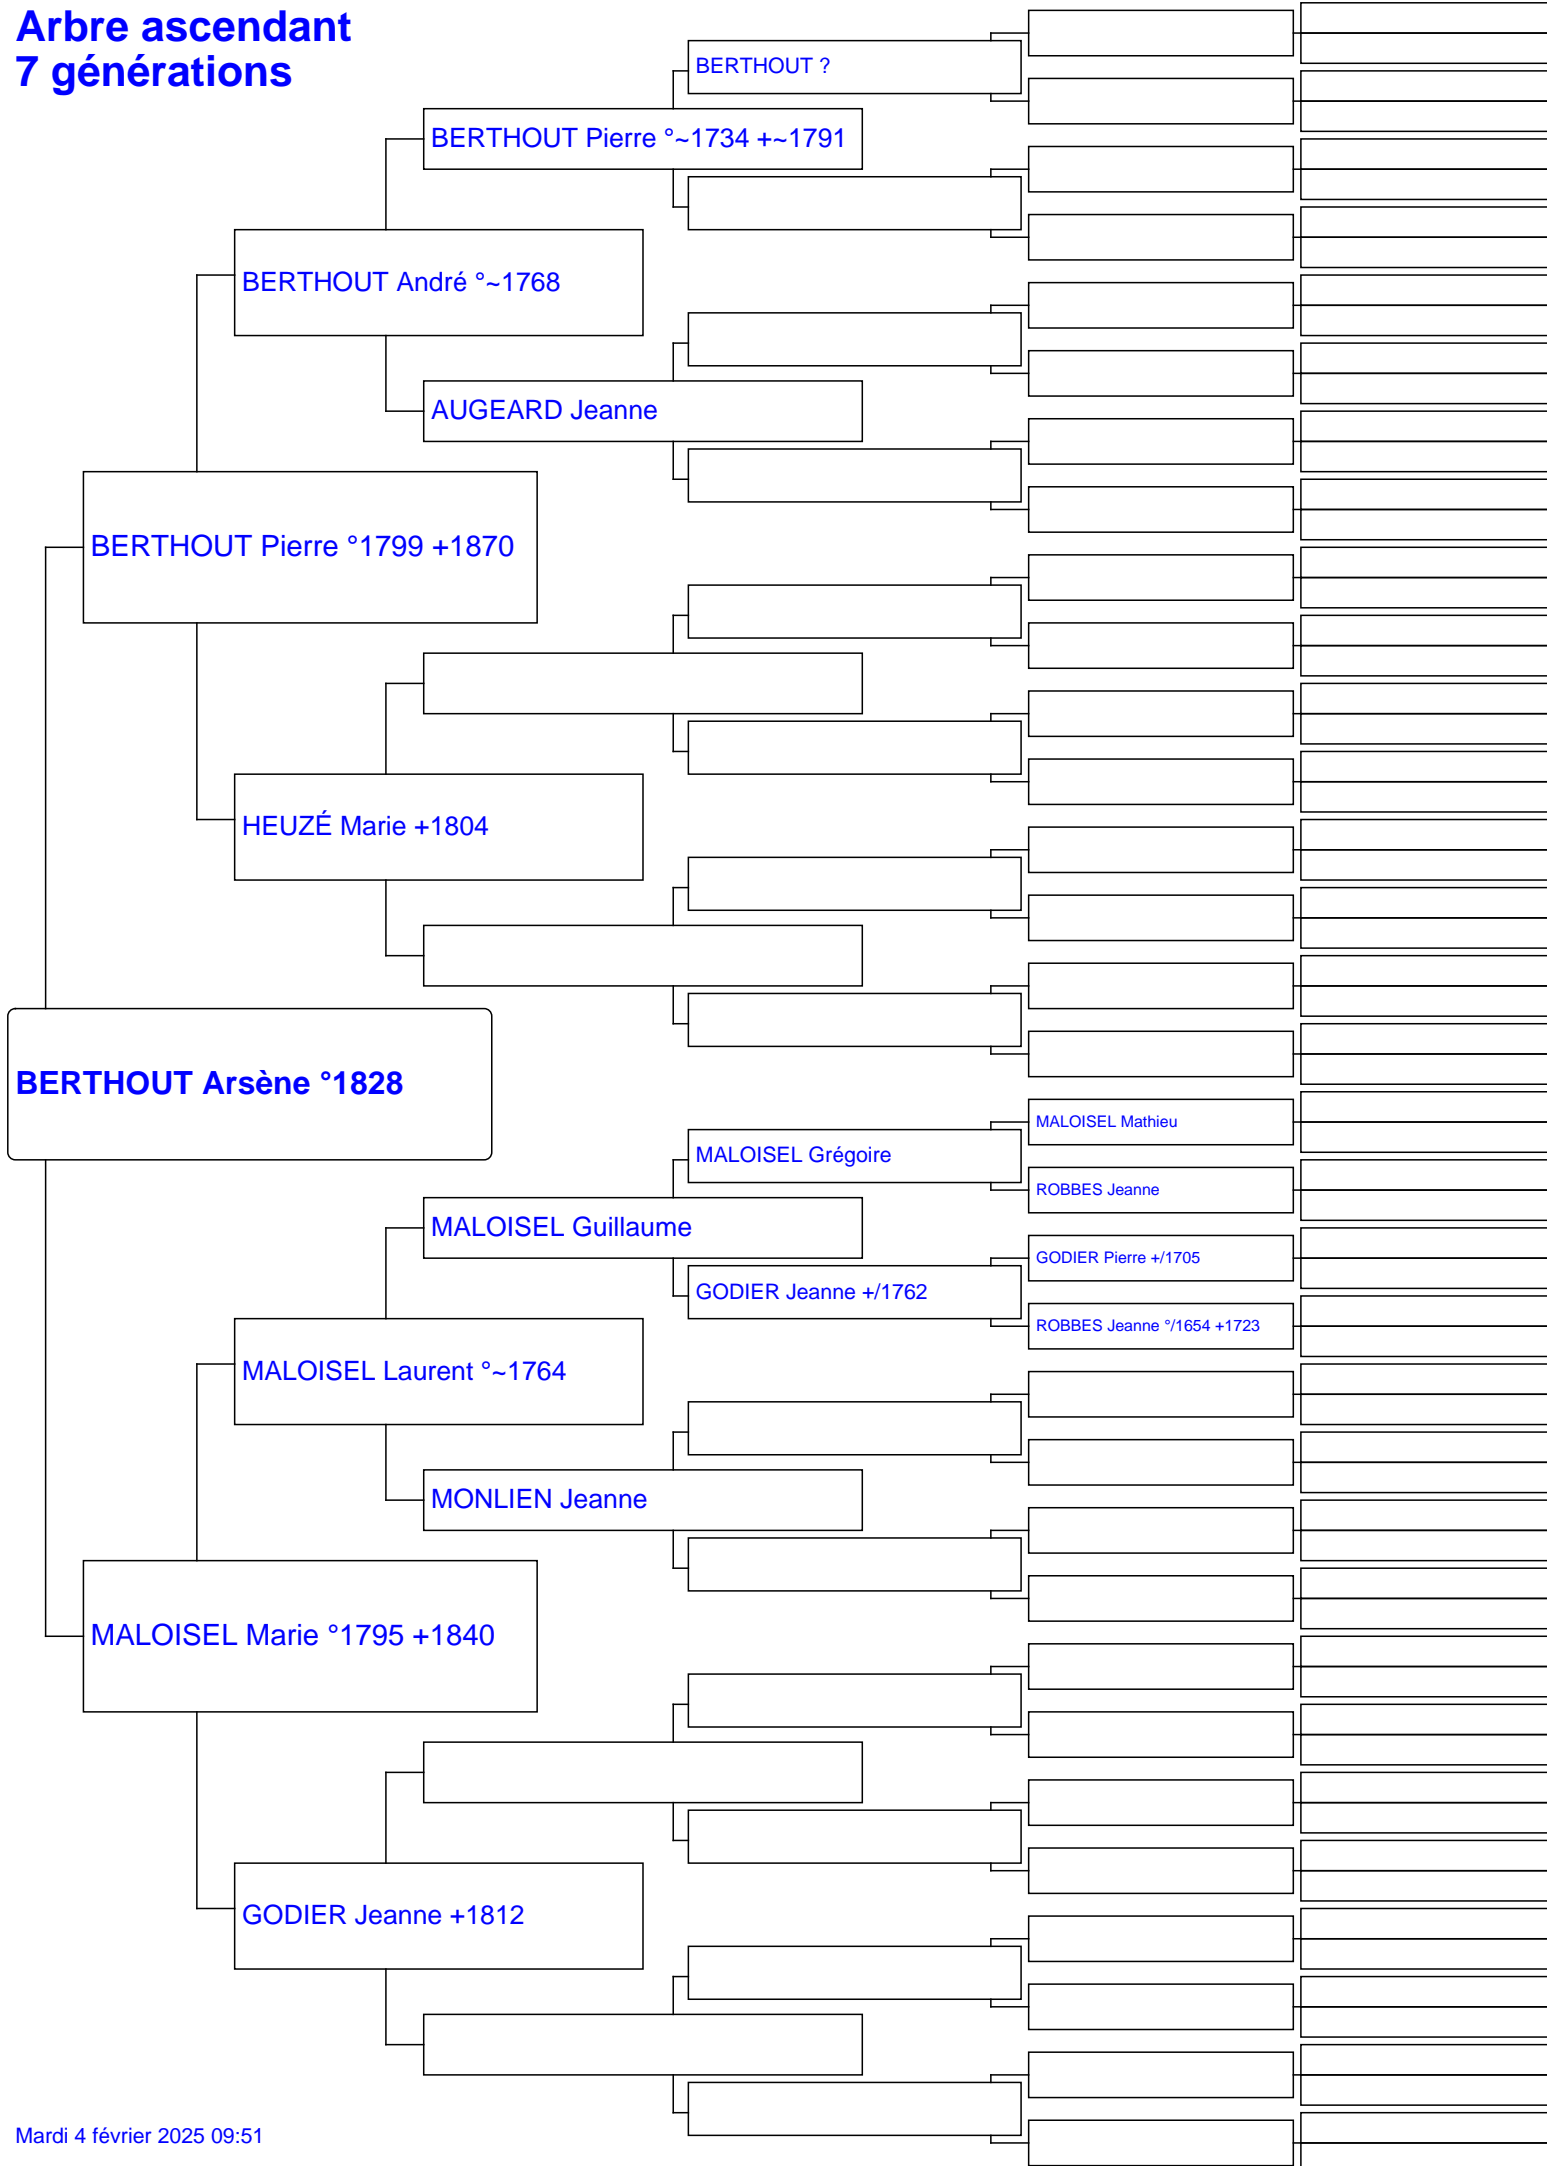 Arbre ascendant
7 générations
BERTHOUT ?
BERTHOUT Pierre °~1734 +~1791
BERTHOUT André °~1768
AUGEARD Jeanne
BERTHOUT Pierre °1799 +1870
HEUZÉ Marie +1804
BERTHOUT Arsène °1828
MALOISEL Mathieu
MALOISEL Grégoire
ROBBES Jeanne
MALOISEL Guillaume
GODIER Pierre +/1705
GODIER Jeanne +/1762
ROBBES Jeanne °/1654 +1723
MALOISEL Laurent °~1764
MONLIEN Jeanne
MALOISEL Marie °1795 +1840
GODIER Jeanne +1812
Mardi 4 février 2025 09:51